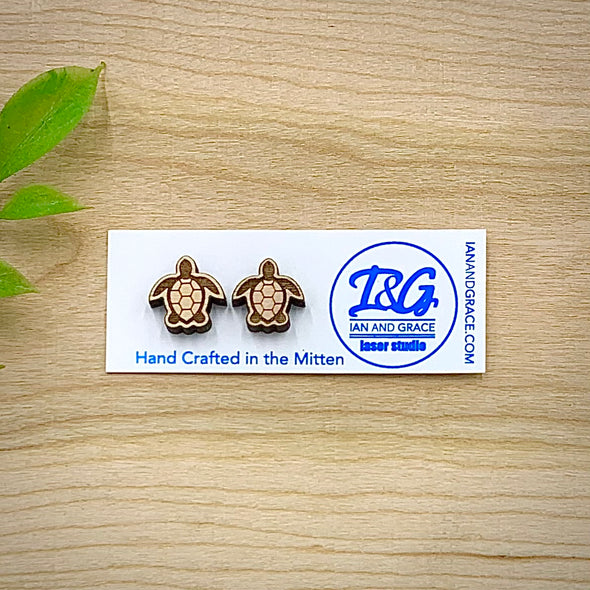 Hand Crafted in the Mitten
I&G
IAN AND GRACE
laser studio
IANANDGRACE.COM